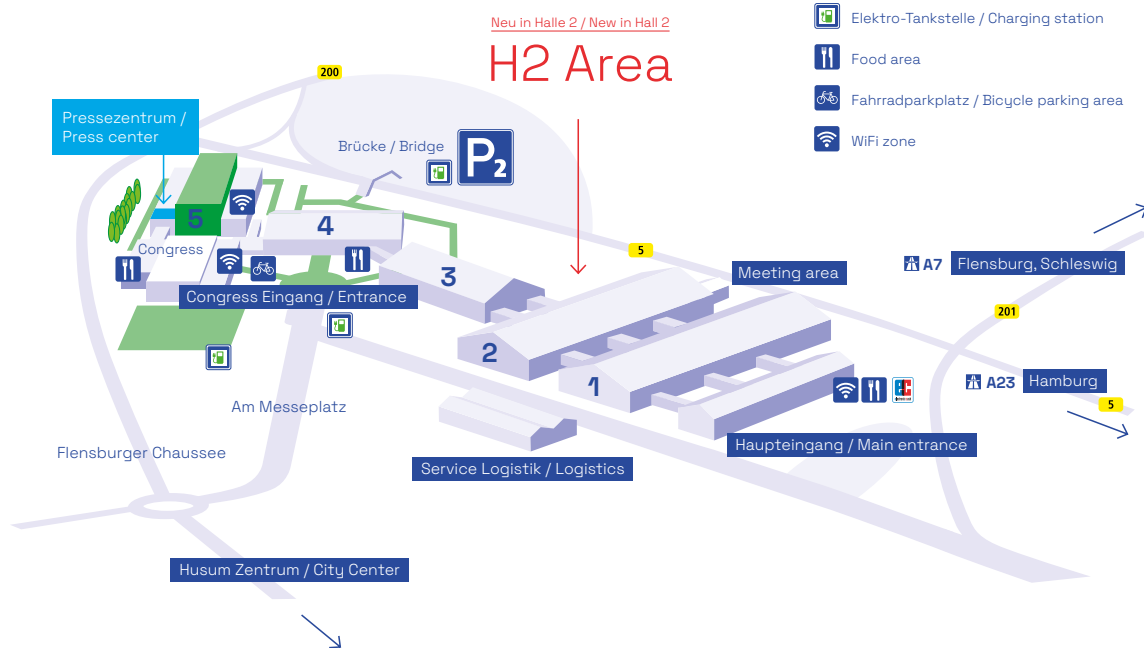 Neu in Halle 2 / New in Hall 2
H2 Area
Elektro-Tankstelle / Charging station
Food area
Fahrradparkplatz / Bicycle parking area
WiFi zone
200
Pressezentrum /
Press center
Brücke / Bridge
P2
5
Congress
4
3
5
Meeting area
A7
Flensburg, Schleswig
Congress Eingang / Entrance
201
2
1
A23
Hamburg
5
Am Messeplatz
Haupteingang / Main entrance
Flensburger Chaussee
Service Logistik / Logistics
Husum Zentrum / City Center